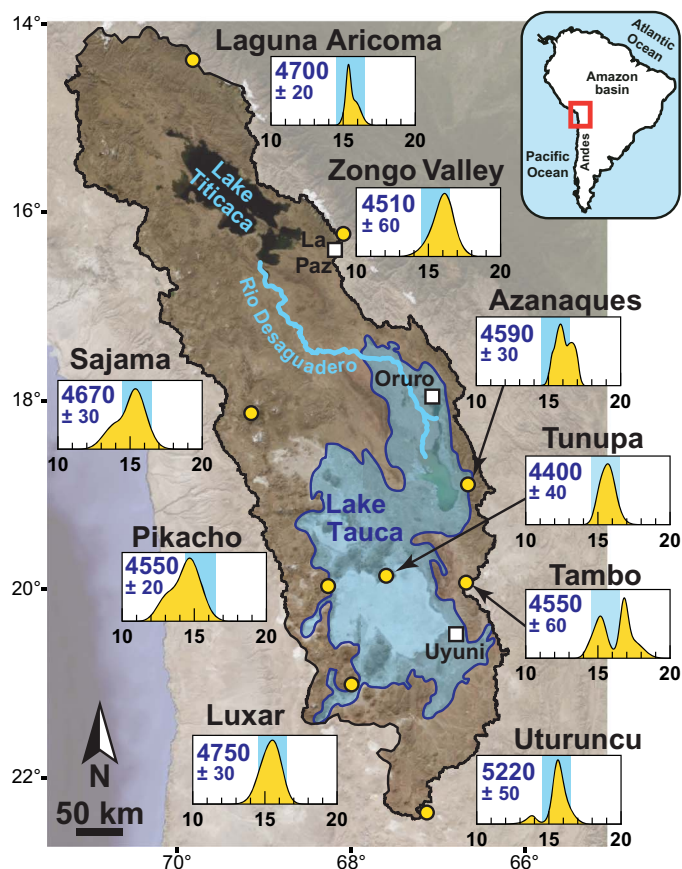 14°
Laguna Aricoma
4700
± 20
10 15 20
Atlantic
Ocean
Amazon
basin
Pacific
Ocean
Andes
Lake
Titicaca
Zongo Valley
4510
± 60
10 15 20
16°
La
Paz
Rio Desaguadero
Azanaques
4590
± 30
10 15 20
Sajama
4670
± 30
10 15 20
18°
Oruro
Tunupa
4400
± 40
10 15 20
Lake
Tauca
Pikacho
4550
± 20
10 15 20
20°
Tambo
4550
± 60
10 15 20
Uyuni
Luxar
4750
± 30
10 15 20
Uturuncu
5220
± 50
10 15 20
22°
N
50 km
70° 68° 66°